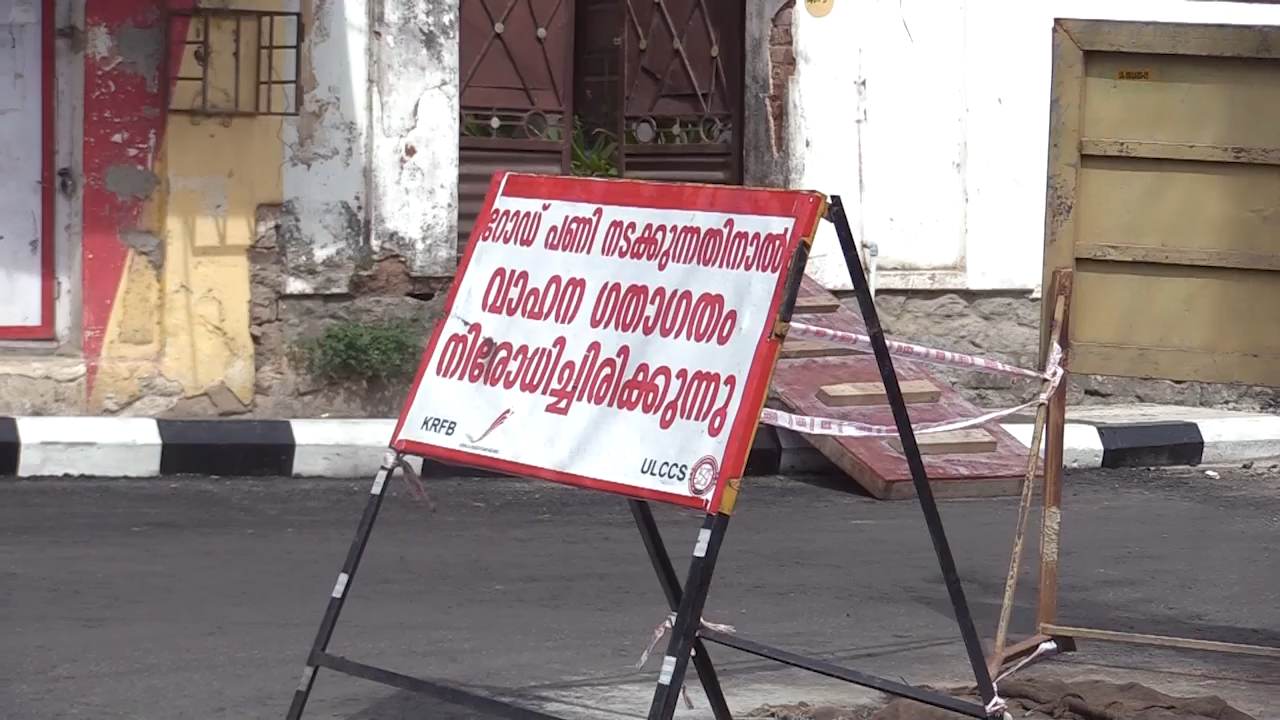 റോഡ് പണി നടക്കുന്നതിനാൽ
വാഹന ഗതാഗതം
നിരോധിച്ചിരിക്കുന്നു
KRFB
ULCCS